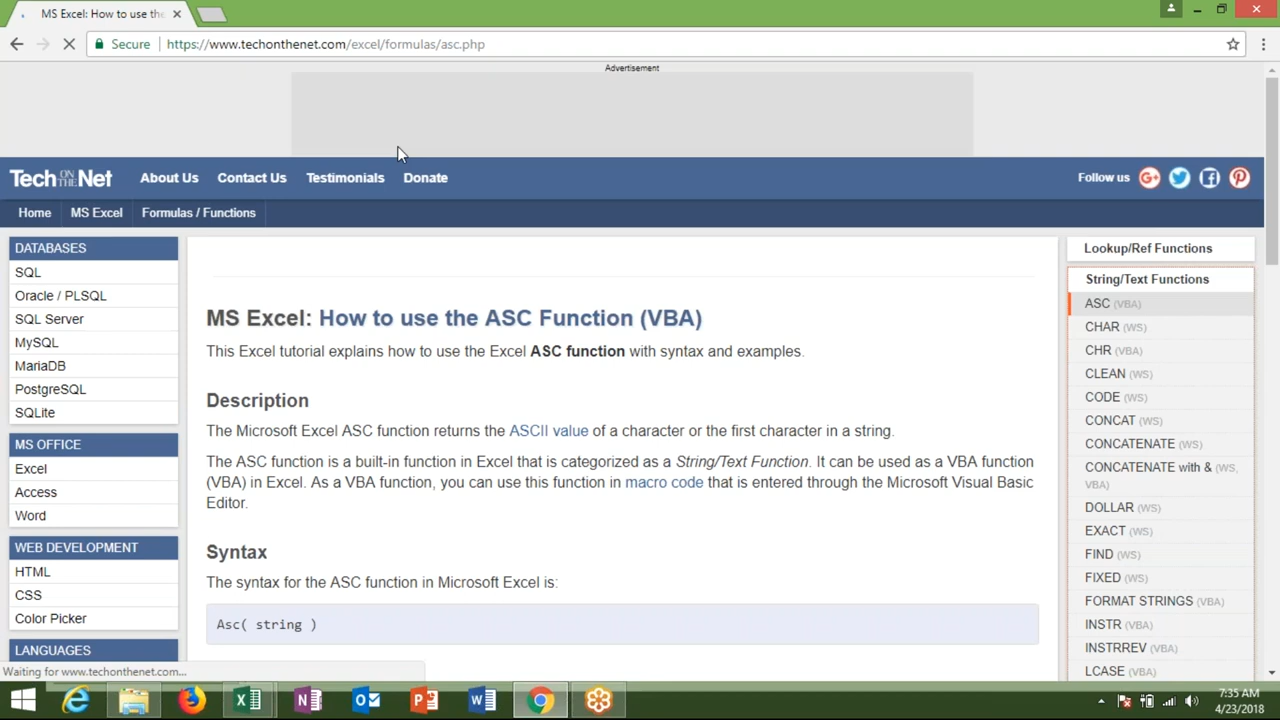 MS Excel: How to use the
Secure https://www.techonthenet.com/excel/formulas/asc.php
Advertisement
Tech ON THE Net About Us Contact Us Testimonials Donate Follow us
Home MS Excel Formulas / Functions
DATABASES
SQL
Oracle / PLSQL
SQL Server
MySQL
MariaDB
PostgreSQL
SQLite
MS OFFICE
Excel
Access
Word
WEB DEVELOPMENT
HTML
CSS
Color Picker
LANGUAGES
MS Excel: How to use the ASC Function (VBA)
This Excel tutorial explains how to use the Excel ASC function with syntax and examples.
Description
The Microsoft Excel ASC function returns the ASCII value of a character or the first character in a string.
The ASC function is a built-in function in Excel that is categorized as a String/Text Function. It can be used as a VBA function
(VBA) in Excel. As a VBA function, you can use this function in macro code that is entered through the Microsoft Visual Basic
Editor.
Syntax
The syntax for the ASC function in Microsoft Excel is:
Asc( string )
Lookup/Ref Functions
String/Text Functions
ASC (VBA)
CHAR (WS)
CHR (VBA)
CLEAN (WS)
CODE (WS)
CONCAT (WS)
CONCATENATE (WS)
CONCATENATE with & (WS,
VBA)
DOLLAR (WS)
EXACT (WS)
FIND (WS)
FIXED (WS)
FORMAT STRINGS (VBA)
INSTR (VBA)
INSTRREV (VBA)
LCASE (VBA)
Waiting for www.techonthenet.com...
7:35 AM
4/23/2018